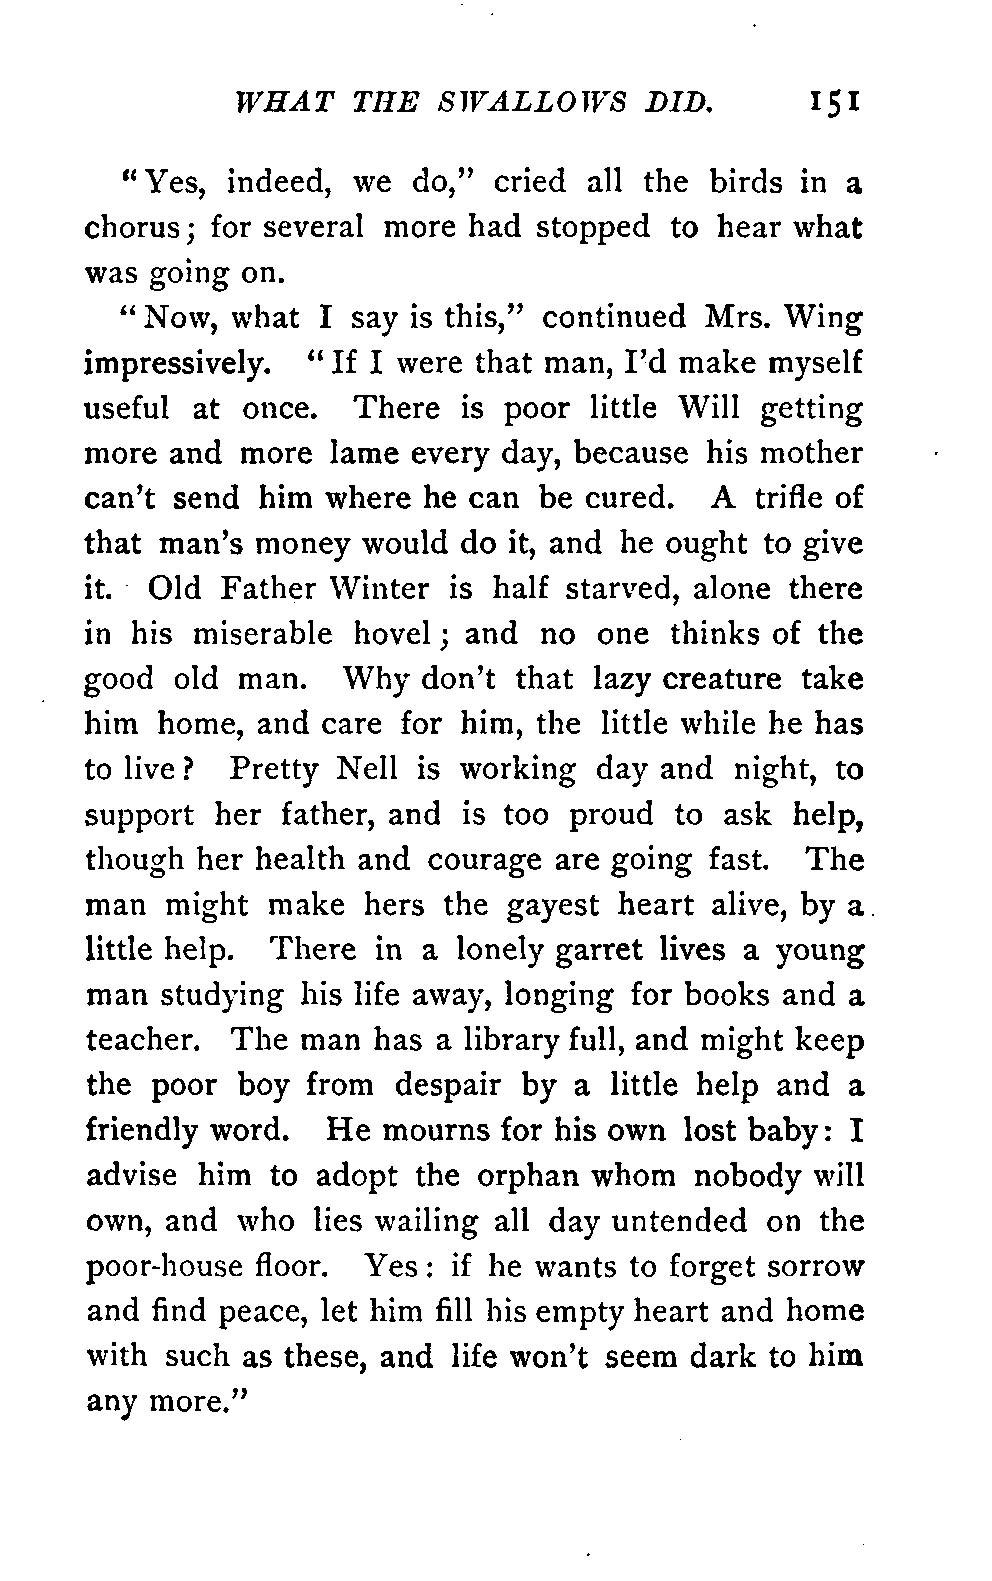 WHAT THE SWALLOWS DID. 151
"Yes, indeed, we do," cried all the birds in a
chorus; for several more had stopped to hear what
was going on.
"Now, what I say is this," continued Mrs. Wing
impressively. "If I were that man, I'd make myself
useful at once. There is poor little Will getting
more and more lame every day, because his mother
can't send him where he can be cured. A trifle of
that man's money would do it, and he ought to give
it. Old Father Winter is half starved, alone there
in his miserable hovel; and no one thinks of the
good old man. Why don't that lazy creature take
him home, and care for him, the little while he has
to live? Pretty Nell is working day and night, to
support her father, and is too proud to ask help,
though her health and courage are going fast. The
man might make hers the gayest heart alive, by a
little help. There in a lonely garret lives a young
man studying his life away, longing for books and a
teacher. The man has a library full, and might keep
the poor boy from despair by a little help and a
friendly word. He mourns for his own lost baby: I
advise him to adopt the orphan whom nobody will
own, and who lies wailing all day untended on the
poor-house floor. Yes: if he wants to forget sorrow
and find peace, let him fill his empty heart and home
with such as these, and life won't seem dark to him
any more."